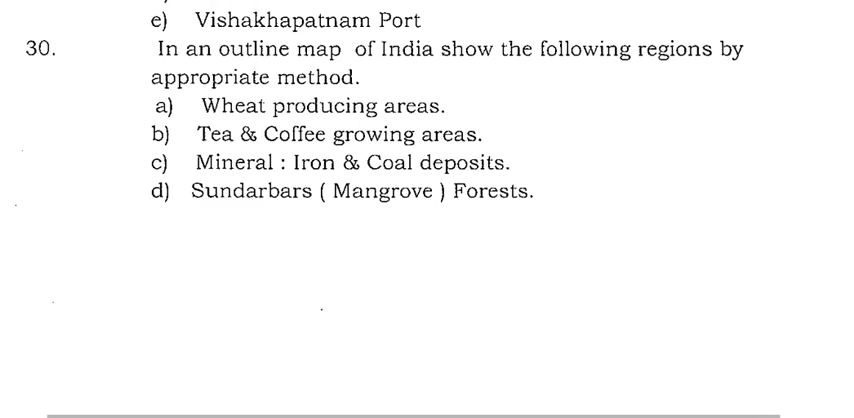 e) Vishakhapatnam Port
30. In an outline map of India show the following regions by
appropriate method.
a) Wheat producing areas.
b) Tea & Coffee growing areas.
c) Mineral : Iron & Coal deposits.
d) Sundarbars ( Mangrove ) Forests.